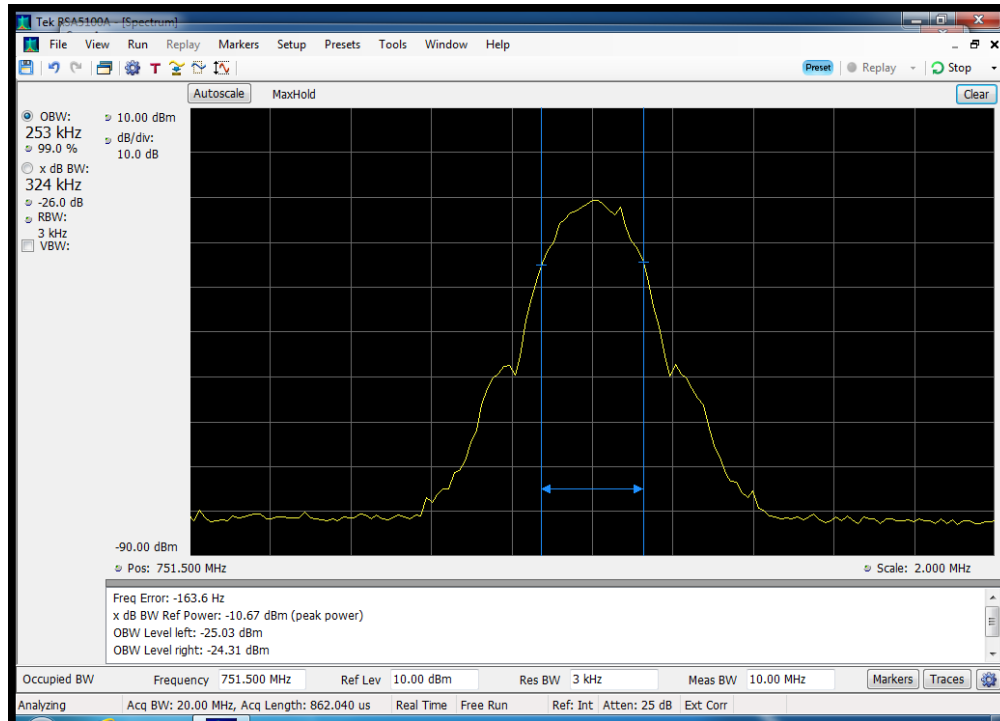 Tek RSA5100A - [Spectrum]
File View Run Replay Markers Setup Presets Tools Window Help
T Preset Replay Stop
Autoscale MaxHold Clear
OBW:
253 kHz
99.0 %
x dB BW:
324 kHz
-26.0 dB
RBW:
3 kHz
VBW:
10.00 dBm
dB/div:
10.0 dB
-90.00 dBm
Pos: 751.500 MHz Scale: 2.000 MHz
Freq Error: -163.6 Hz
x dB BW Ref Power: -10.67 dBm (peak power)
OBW Level left: -25.03 dBm
OBW Level right: -24.31 dBm
Occupied BW Frequency 751.500 MHz Ref Lev 10.00 dBm Res BW 3 kHz Meas BW 10.00 MHz Markers Traces
Analyzing Acq BW: 20.00 MHz, Acq Length: 862.040 us Real Time Free Run Ref: Int Atten: 25 dB Ext Corr